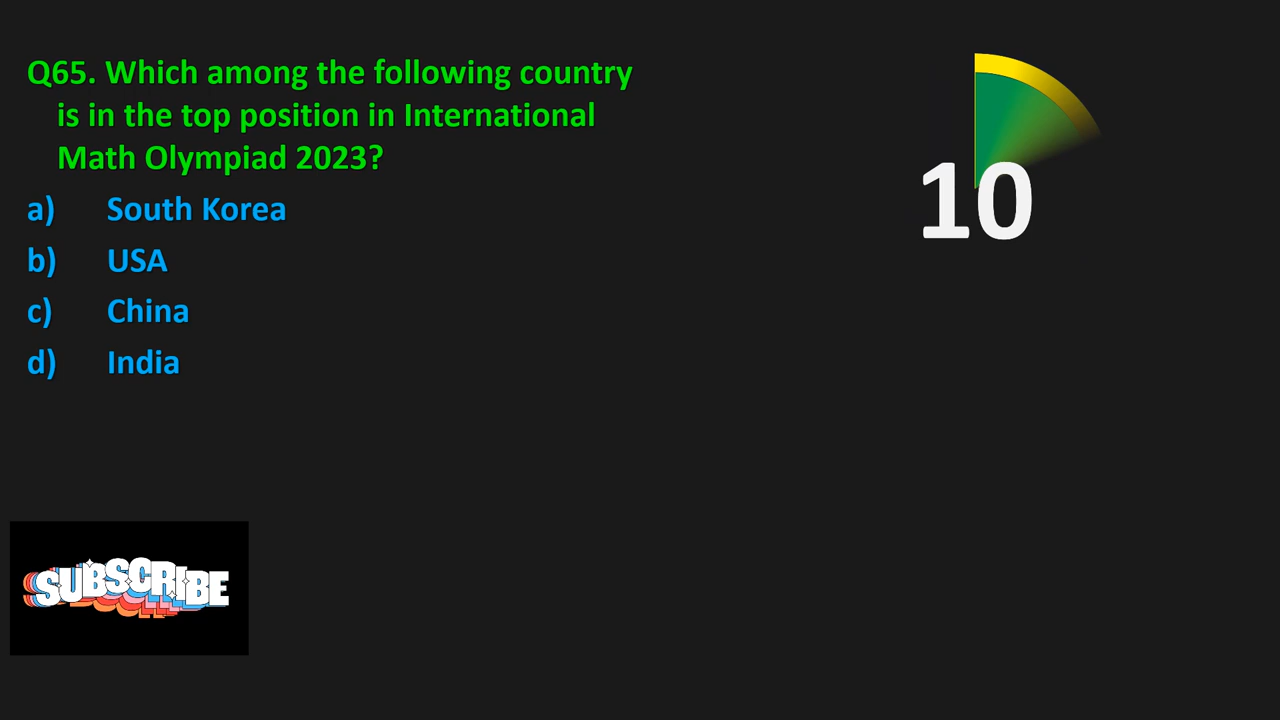 Q65. Which among the following country
is in the top position in International
Math Olympiad 2023?
a) South Korea
b) USA
c) China
d) India
10
SUBSCRIBE